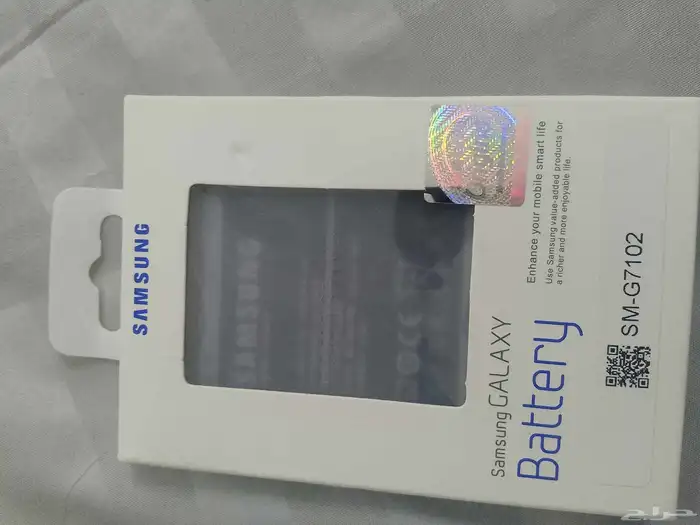 SAMSUNG
SAMSUNG
Samsung GALAXY
Battery
Enhance your mobile smart life
Use Samsung value-added products for
a richer and more enjoyable life.
SM-G7102
حراج